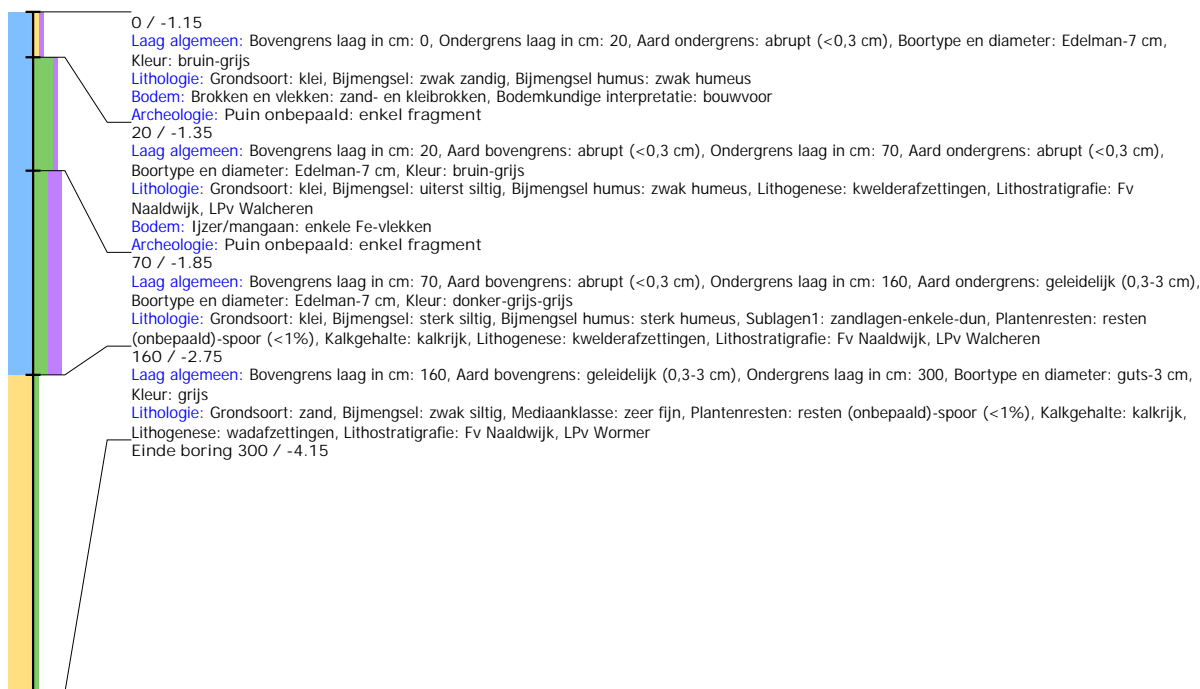 0 / -1.15
Laag algemeen: Bovengrens laag in cm: 0, Ondergrens laag in cm: 20, Aard ondergrens: abrupt (<0,3 cm), Boortype en diameter: Edelman-7 cm,
Kleur: bruin-grijs
Lithologie: Grondsoort: klei, Bijmengsel: zwak zandig, Bijmengsel humus: zwak humeus
Bodem: Brokken en vlekken: zand- en kleibrokken, Bodemkundige interpretatie: bouwvoor
Archeologie: Puin onbepaald: enkel fragment
20 / -1.35
Laag algemeen: Bovengrens laag in cm: 20, Aard bovengrens: abrupt (<0,3 cm), Ondergrens laag in cm: 70, Aard ondergrens: abrupt (<0,3 cm),
Boortype en diameter: Edelman-7 cm, Kleur: bruin-grijs
Lithologie: Grondsoort: klei, Bijmengsel: uiterst siltig, Bijmengsel humus: zwak humeus, Lithogenese: kwelderafzettingen, Lithostratigrafie: Fv
Naaldwijk, LPv Walcheren
Bodem: Ijzer/mangaan: enkele Fe-vlekken
Archeologie: Puin onbepaald: enkel fragment
70 / -1.85
Laag algemeen: Bovengrens laag in cm: 70, Aard bovengrens: abrupt (<0,3 cm), Ondergrens laag in cm: 160, Aard ondergrens: geleidelijk (0,3-3 cm),
Boortype en diameter: Edelman-7 cm, Kleur: donker-grijs-grijs
Lithologie: Grondsoort: klei, Bijmengsel: sterk siltig, Bijmengsel humus: sterk humeus, Sublagen1: zandlagen-enkele-dun, Plantenresten: resten
(onbepaald)-spoor (<1%), Kalkgehalte: kalkrijk, Lithogenese: kwelderafzettingen, Lithostratigrafie: Fv Naaldwijk, LPv Walcheren
160 / -2.75
Laag algemeen: Bovengrens laag in cm: 160, Aard bovengrens: geleidelijk (0,3-3 cm), Ondergrens laag in cm: 300, Boortype en diameter: guts-3 cm,
Kleur: grijs
Lithologie: Grondsoort: zand, Bijmengsel: zwak siltig, Mediaanklasse: zeer fijn, Plantenresten: resten (onbepaald)-spoor (<1%), Kalkgehalte: kalkrijk,
Lithogenese: wadafzettingen, Lithostratigrafie: Fv Naaldwijk, LPv Wormer
Einde boring 300 / -4.15